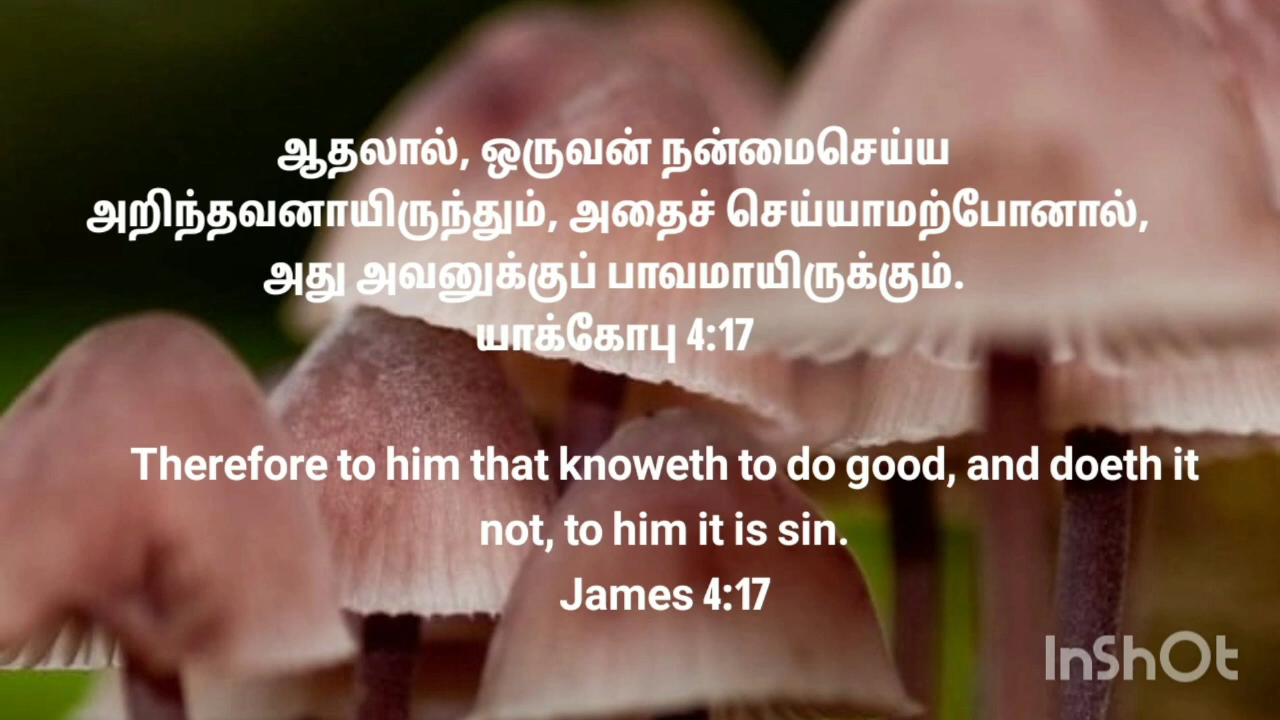 ஆதலால், ஒருவன் நன்மைசெய்ய
அறிந்தவனாயிருந்தும், அதைச் செய்யாமற்போனால்,
அது அவனுக்குப் பாவமாயிருக்கும்.
யாக்கோபு 4:17
Therefore to him that knoweth to do good, and doeth it
not, to him it is sin.
James 4:17
InShOt